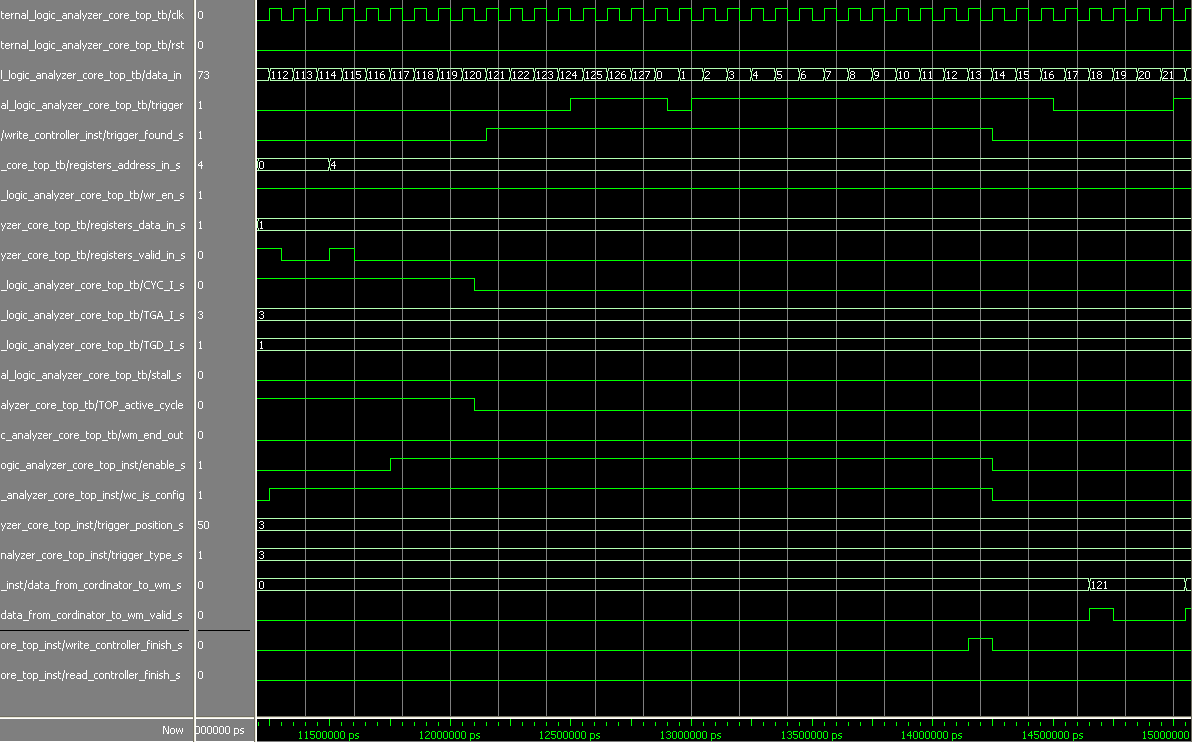 ternal_logic_analyzer_core_top_tb/clk 0
ternal_logic_analyzer_core_top_tb/rst 0
l_logic_analyzer_core_top_tb/data_in 73 112 113 114 115 116 117 118 119 120 121 122 123 124 125 126 127 0 1 2 3 4 5 6 7 8 9 10 11 12 13 14 15 16 17 18 19 20 21
al_logic_analyzer_core_top_tb/trigger 1
/write_controller_inst/trigger_found_s 1
_core_top_tb/registers_address_in_s 4 0 4
_logic_analyzer_core_top_tb/wr_en_s 1
yzer_core_top_tb/registers_data_in_s 1 1
yzer_core_top_tb/registers_valid_in_s 0
_logic_analyzer_core_top_tb/CYC_I_s 0
_logic_analyzer_core_top_tb/TGA_I_s 3 3
_logic_analyzer_core_top_tb/TGD_I_s 1 1
al_logic_analyzer_core_top_tb/stall_s 0
alyzer_core_top_tb/TOP_active_cycle 0
c_analyzer_core_top_tb/wm_end_out 0
ogic_analyzer_core_top_inst/enable_s 1
_analyzer_core_top_inst/wc_is_config 1
yzer_core_top_inst/trigger_position_s 50 3
nalyzer_core_top_inst/trigger_type_s 1 3
_inst/data_from_cordinator_to_wm_s 0 0 121
data_from_cordinator_to_wm_valid_s 0
ore_top_inst/write_controller_finish_s 0
ore_top_inst/read_controller_finish_s 0
Now 000000 ps 11500000 ps 12000000 ps 12500000 ps 13000000 ps 13500000 ps 14000000 ps 14500000 ps 15000000